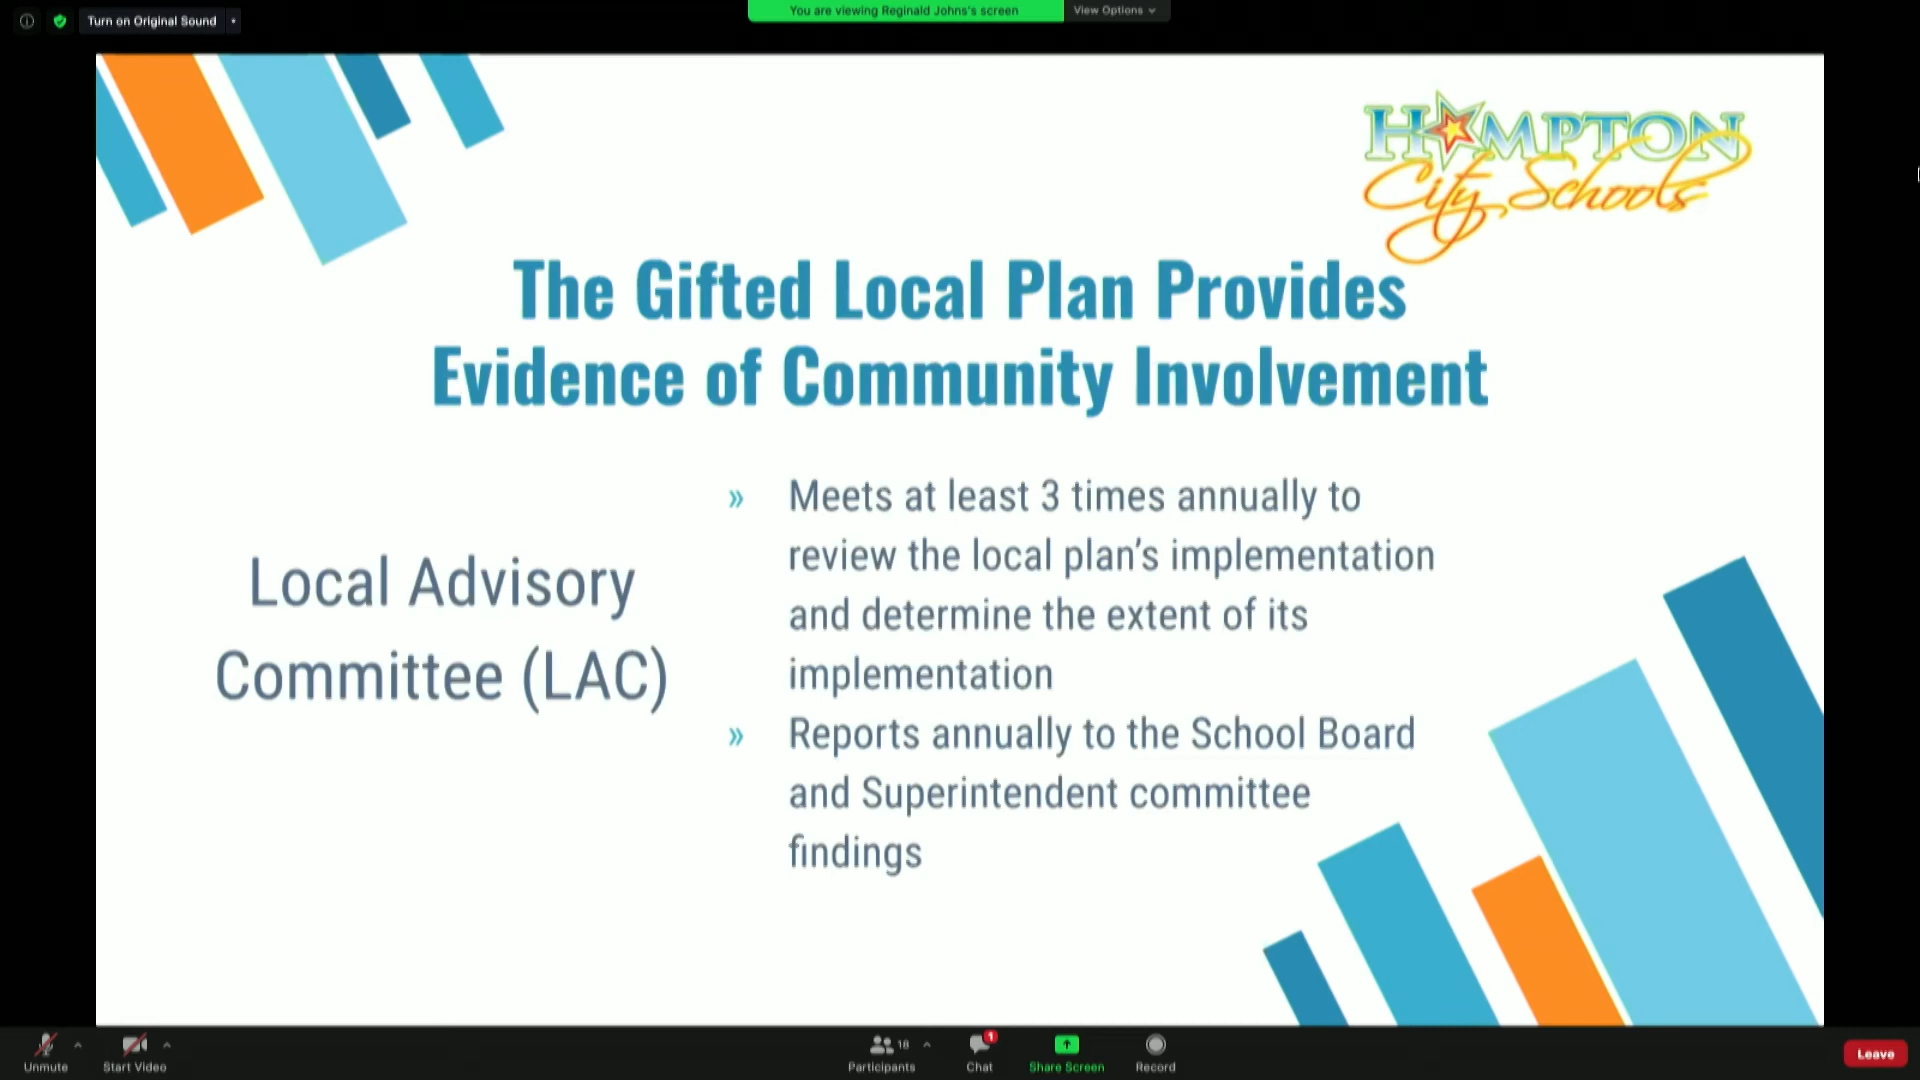 Turn on Original Sound
You are viewing Reginald Johns's screen
View Options
HAMPTON
City Schools
The Gifted Local Plan Provides
Evidence of Community Involvement
Local Advisory
Committee (LAC)
» Meets at least 3 times annually to
review the local plan's implementation
and determine the extent of its
implementation
» Reports annually to the School Board
and Superintendent committee
findings
Unmute
Start Video
18
Participants
1
Chat
Share Screen
Record
Leave